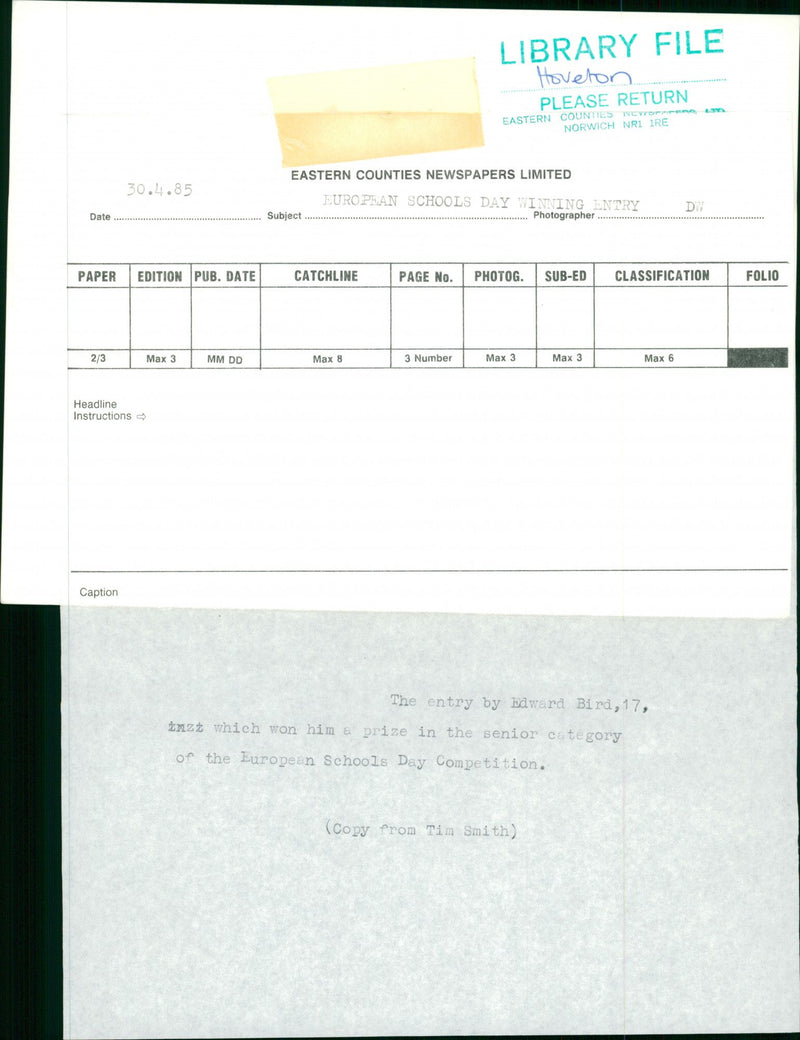 LIBRARY FILE
Hoveton
PLEASE RETURN
EASTERN COUNTIES NEWSPAPERS LTD
NORWICH NR1 1RE
EASTERN COUNTIES NEWSPAPERS LIMITED
Date 30.4.85 Subject EUROPEAN SCHOOLS DAY WINNING ENTRY Photographer DW
PAPER EDITION PUB. DATE CATCHLINE PAGE No. PHOTOG. SUB-ED CLASSIFICATION FOLIO
2/3 Max 3 MM DD Max 8 3 Number Max 3 Max 3 Max 6
Headline
Instructions ⇨
Caption
The entry by Edward Bird,17,
which won him a prize in the senior category
of the European Schools Day Competition.
(Copy from Tim Smith)